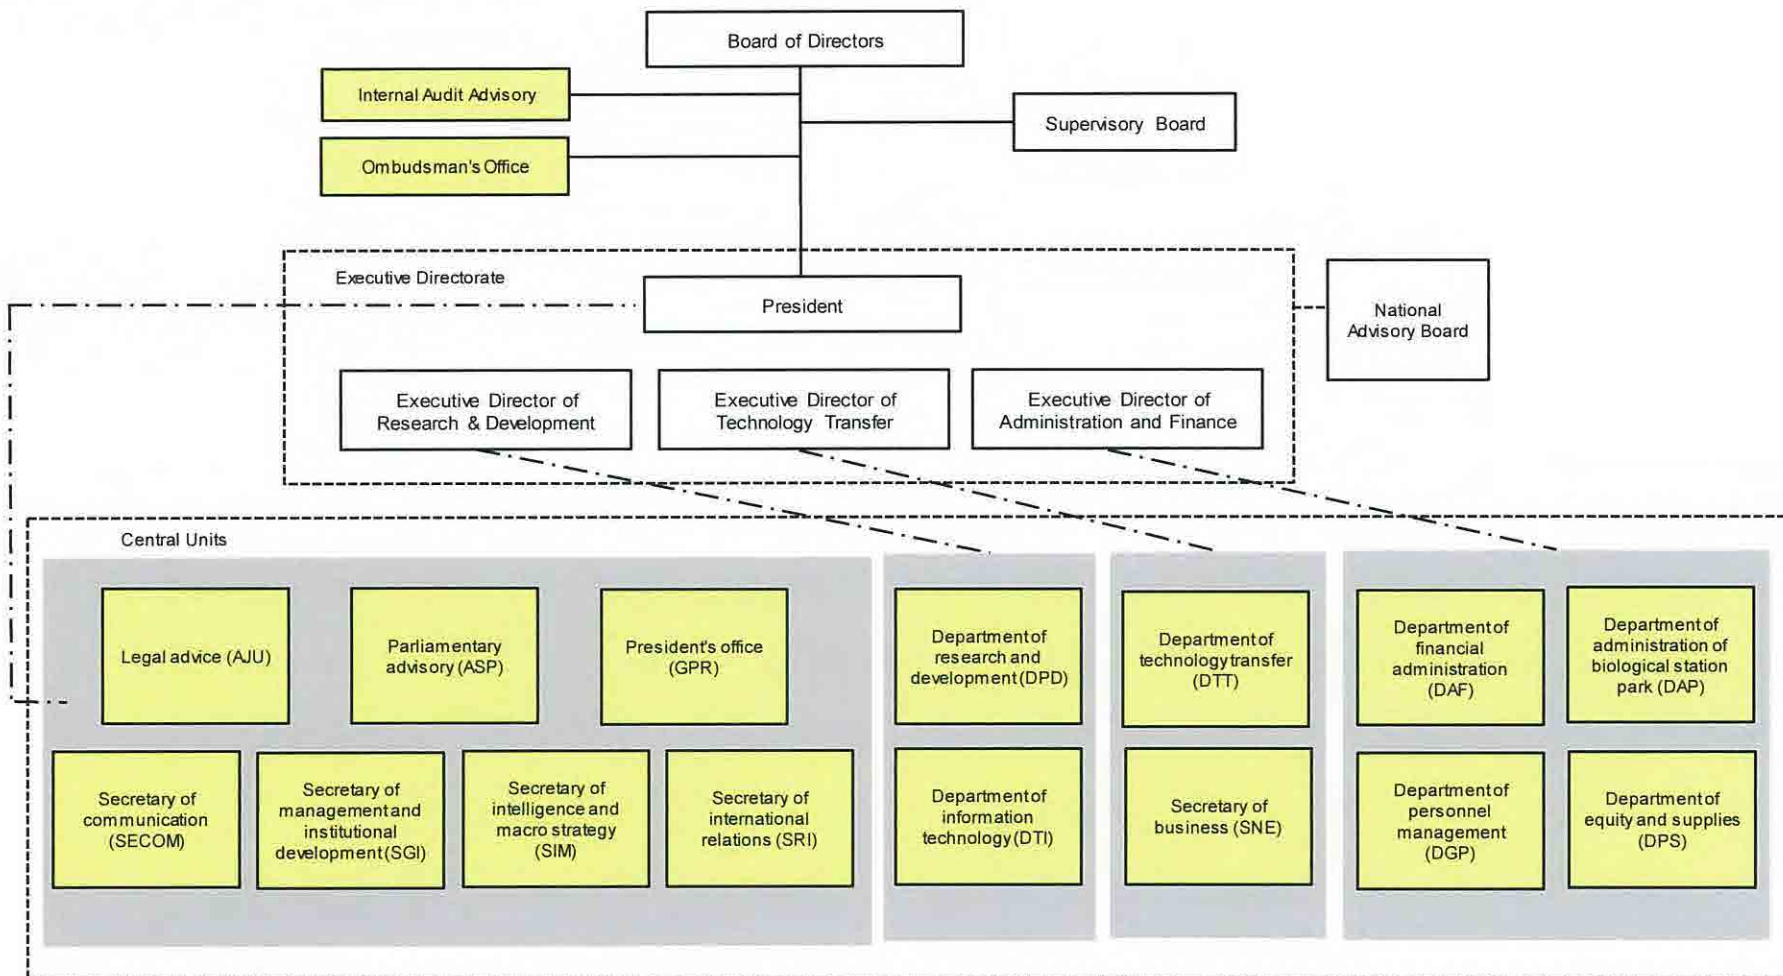 Board of Directors
Internal Audit Advisory
Supervisory Board
Ombudsman's Office
Executive Directorate
President
National
Advisory Board
Executive Director of
Research & Development
Executive Director of
Technology Transfer
Executive Director of
Administration and Finance
Central Units
Legal advice (AJU)
Parliamentary
advisory (ASP)
President's office
(GPR)
Department of
research and
development (DPD)
Department of
technology transfer
(DTT)
Department of
financial
administration
(DAF)
Department of
administration of
biological station
park (DAP)
Secretary of
communication
(SECOM)
Secretary of
management and
institutional
development (SGI)
Secretary of
intelligence and
macro strategy
(SIM)
Secretary of
international
relations (SRI)
Department of
information
technology (DTI)
Secretary of
business (SNE)
Department of
personnel
management
(DGP)
Department of
equity and supplies
(DPS)